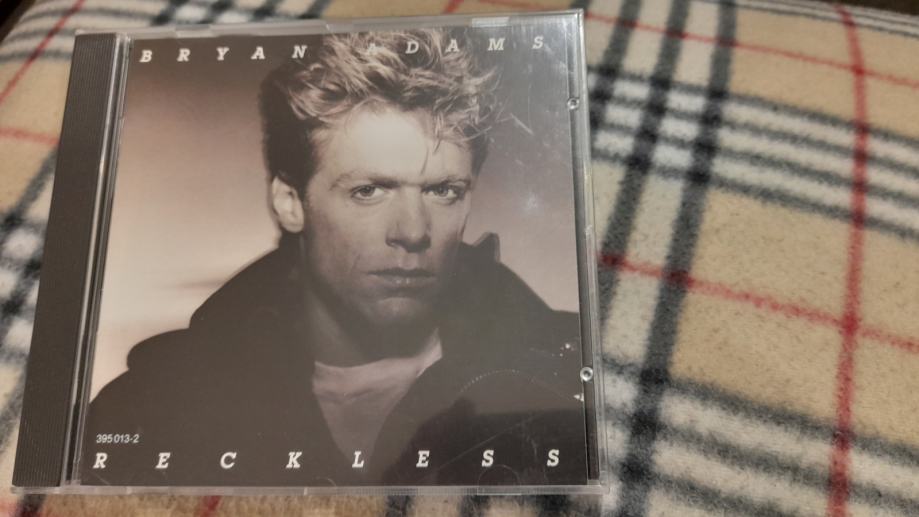 BRYAN ADAMS
395 013-2
RECKLESS